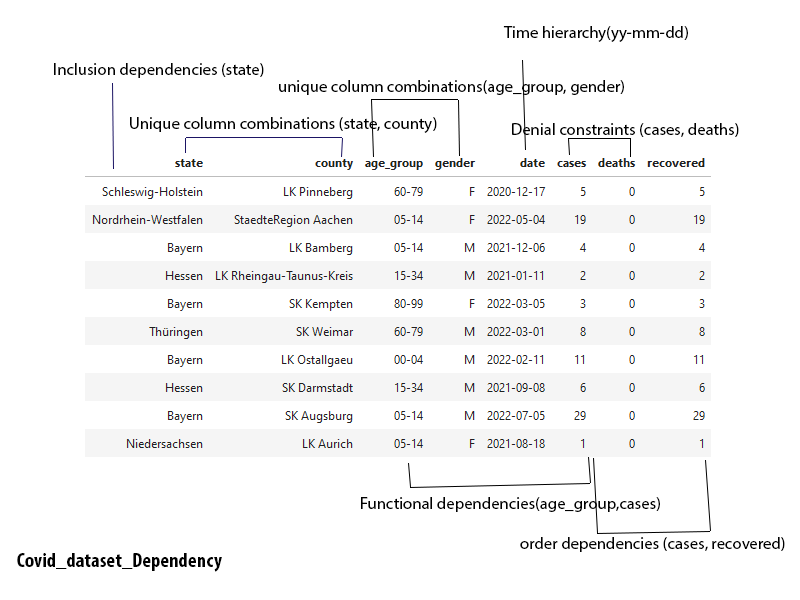 Time hierarchy(yy-mm-dd)
Inclusion dependencies (state)
unique column combinations(age_group, gender)
Unique column combinations (state, county)
Denial constraints (cases, deaths)
state county age_group gender date cases deaths recovered
Schleswig-Holstein LK Pinneberg 60-79 F 2020-12-17 5 0 5
Nordrhein-Westfalen StaedteRegion Aachen 05-14 F 2022-05-04 19 0 19
Bayern LK Bamberg 05-14 M 2021-12-06 4 0 4
Hessen LK Rheingau-Taunus-Kreis 15-34 M 2021-01-11 2 0 2
Bayern SK Kempten 80-99 F 2022-03-05 3 0 3
Thüringen SK Weimar 60-79 M 2022-03-01 8 0 8
Bayern LK Ostallgaeu 00-04 M 2022-02-11 11 0 11
Hessen SK Darmstadt 15-34 M 2021-09-08 6 0 6
Bayern SK Augsburg 05-14 M 2022-07-05 29 0 29
Niedersachsen LK Aurich 05-14 F 2021-08-18 1 0 1
Functional dependencies(age_group,cases)
order dependencies (cases, recovered)
Covid_dataset_Dependency